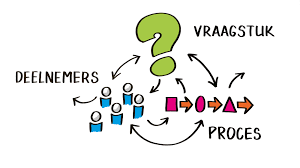 ?
VRAAGSTUK
DEELNEMERS
PROCES